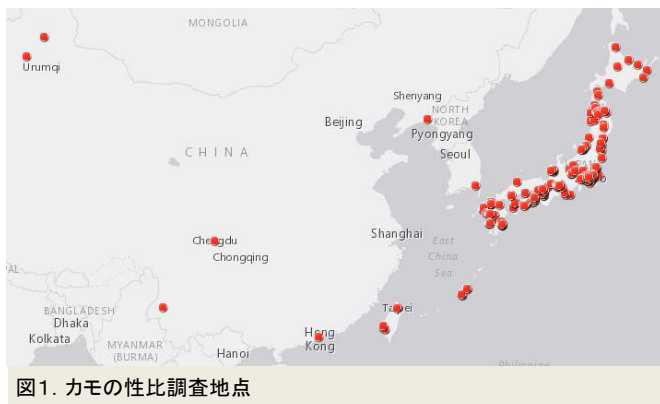 MONGOLIA
Urumqi
Shenyang
NORTH
KOREA
Beijing
Pyongyang
CHINA
Seoul
Shanghai
East
China
Sea
Chengdu
Chongqing
BANGLADESH
Dhaka
Kolkata
MYANMAR
(BURMA)
Hanoi
Hong
Kong
Taipei
図1. カモの性比調査地点